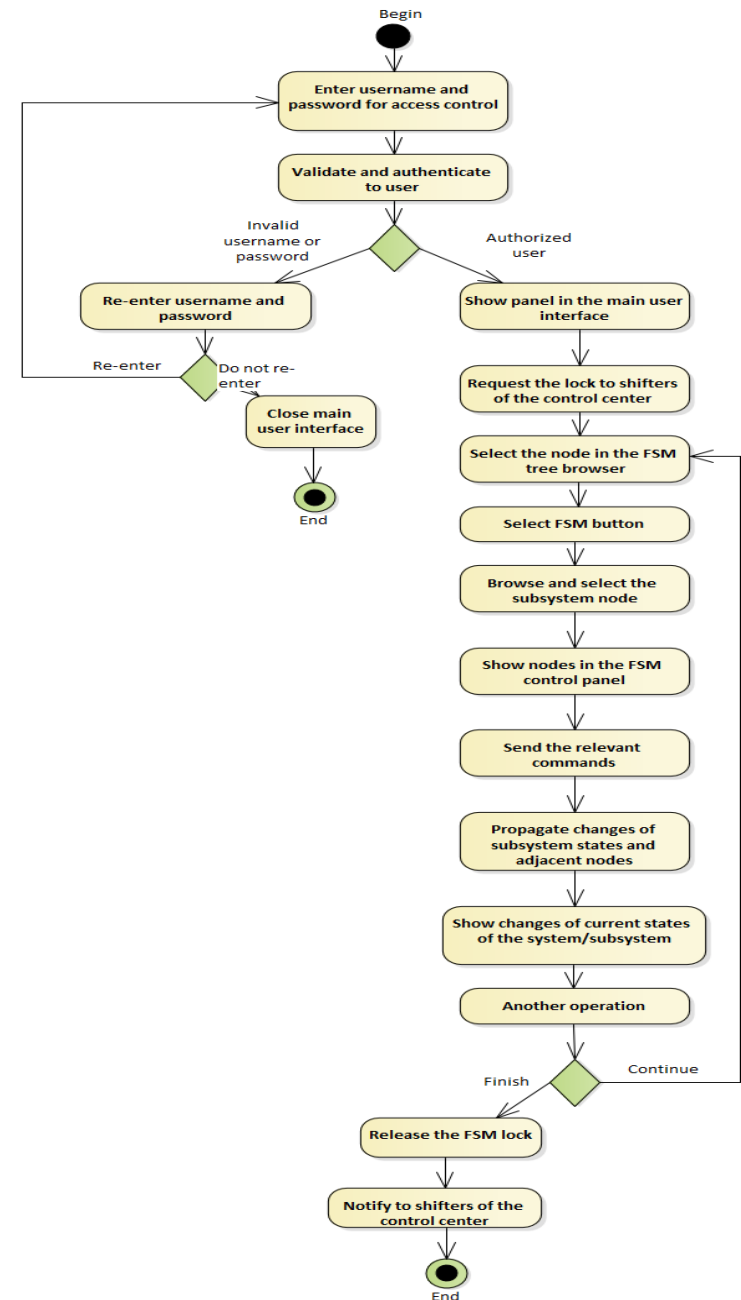 Begin
Enter username and
password for access control
Validate and authenticate
to user
Invalid
username or
password
Authorized
user
Re-enter username and
password
Show panel in the main user
interface
Re-enter
Do not re-
enter
Request the lock to shifters
of the control center
Close main
user interface
Select the node in the FSM
tree browser
End
Select FSM button
Browse and select the
subsystem node
Show nodes in the FSM
control panel
Send the relevant
commands
Propagate changes of
subsystem states and
adjacent nodes
Show changes of current states
of the system/subsystem
Another operation
Finish
Continue
Release the FSM lock
Notify to shifters of the
control center
End